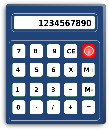 1234567890
7 8 9 CE
4 5 6 X M
1 2 3 - M-
0 . / + =